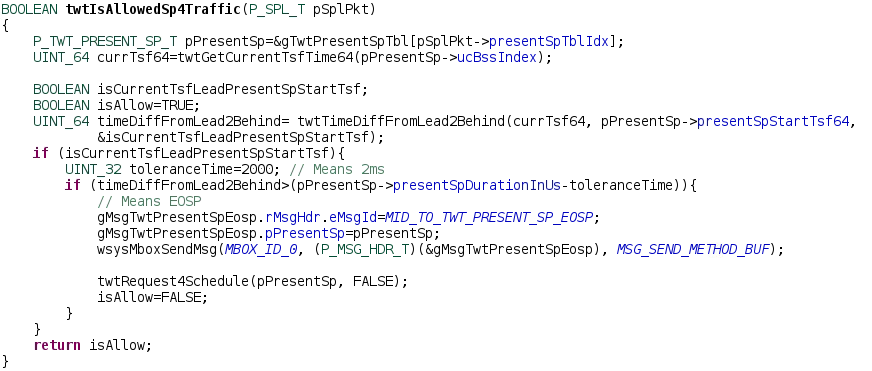 BOOLEAN twtIsAllowedSp4Traffic(P_SPL_T pSplPkt)
{
    P_TWT_PRESENT_SP_T pPresentSp=&gTwtPresentSpTbl[pSplPkt->presentSpTblIdx];
    UINT_64 currTsf64=twtGetCurrentTsfTime64(pPresentSp->ucBssIndex);

    BOOLEAN isCurrentTsfLeadPresentSpStartTsf;
    BOOLEAN isAllow=TRUE;
    UINT_64 timeDiffFromLead2Behind= twtTimeDiffFromLead2Behind(currTsf64, pPresentSp->presentSpStartTsf64,
            &isCurrentTsfLeadPresentSpStartTsf);
    if (isCurrentTsfLeadPresentSpStartTsf){
        UINT_32 toleranceTime=2000; // Means 2ms
        if (timeDiffFromLead2Behind>(pPresentSp->presentSpDurationInUs-toleranceTime)){
            // Means EOSP
            gMsgTwtPresentSpEosp.rMsgHdr.eMsgId=MID_TO_TWT_PRESENT_SP_EOSP;
            gMsgTwtPresentSpEosp.pPresentSp=pPresentSp;
            wsysMboxSendMsg(MBOX_ID_0, (P_MSG_HDR_T)(&gMsgTwtPresentSpEosp), MSG_SEND_METHOD_BUF);

            twtRequest4Schedule(pPresentSp, FALSE);
            isAllow=FALSE;
        }
    }
    return isAllow;
}